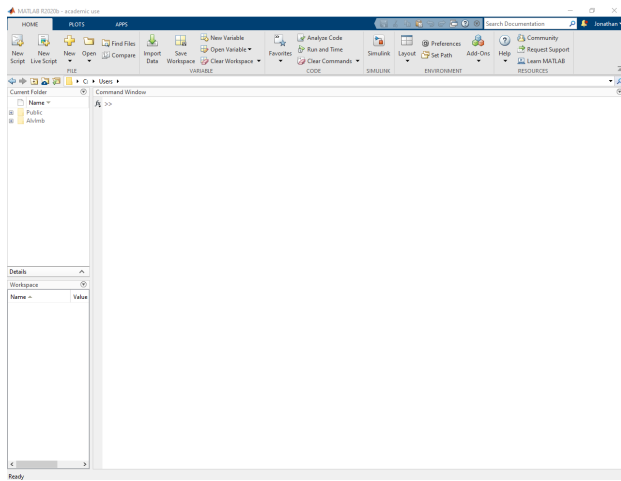 MATLAB R2020b - academic use
HOME PLOTS APPS Search Documentation Jonathan
New Script
New Live Script
New
Open
Find Files
Compare
Import Data
Save Workspace
New Variable
Open Variable
Clear Workspace
Favorites
Analyze Code
Run and Time
Clear Commands
Simulink
Layout
Preferences
Set Path
Add-Ons
Help
Community
Request Support
Learn MATLAB
FILE VARIABLE CODE SIMULINK ENVIRONMENT RESOURCES
C: Users
Current Folder
Name
Public
Alvlmb
Command Window
fx >>
Details
Workspace
Name Value
Ready